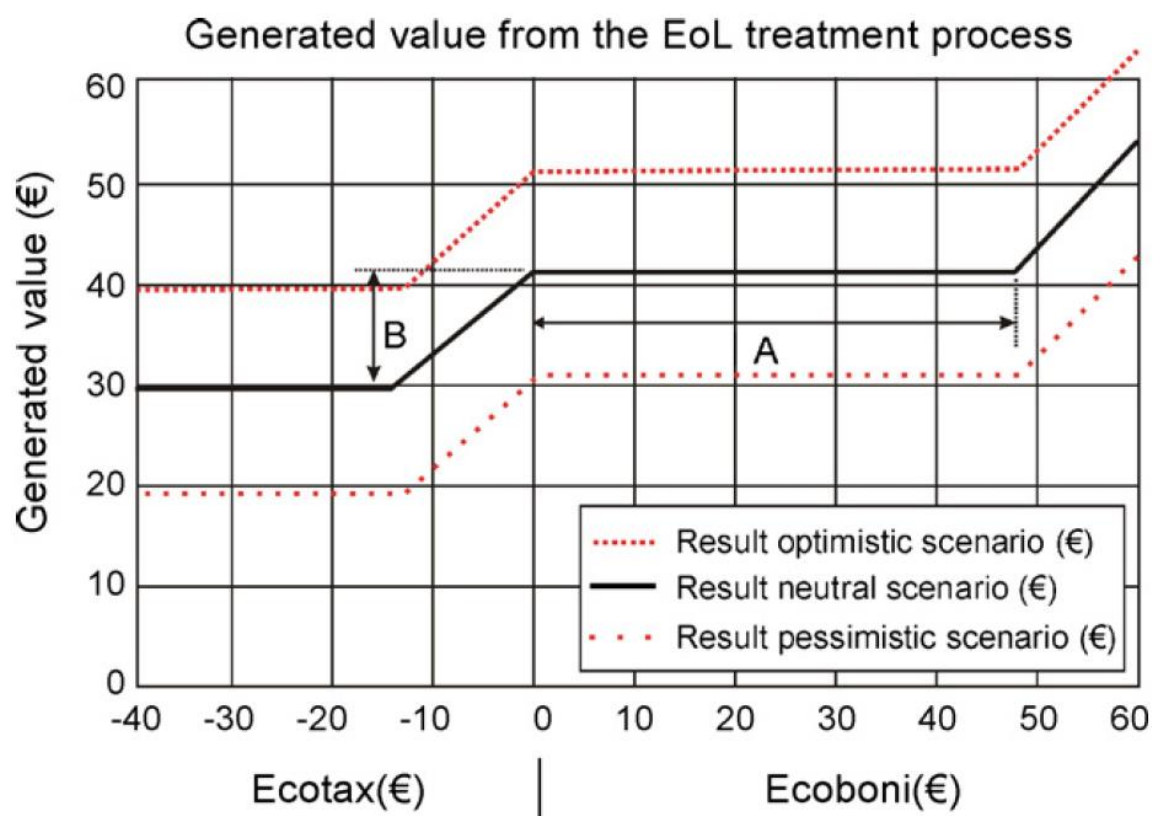 Generated value from the EoL treatment process
Generated value (€)
60
50
40
30
20
10
0
B
A
Result optimistic scenario (€)
Result neutral scenario (€)
Result pessimistic scenario (€)
-40 -30 -20 -10 0 10 20 30 40 50 60
Ecotax(€) | Ecoboni(€)